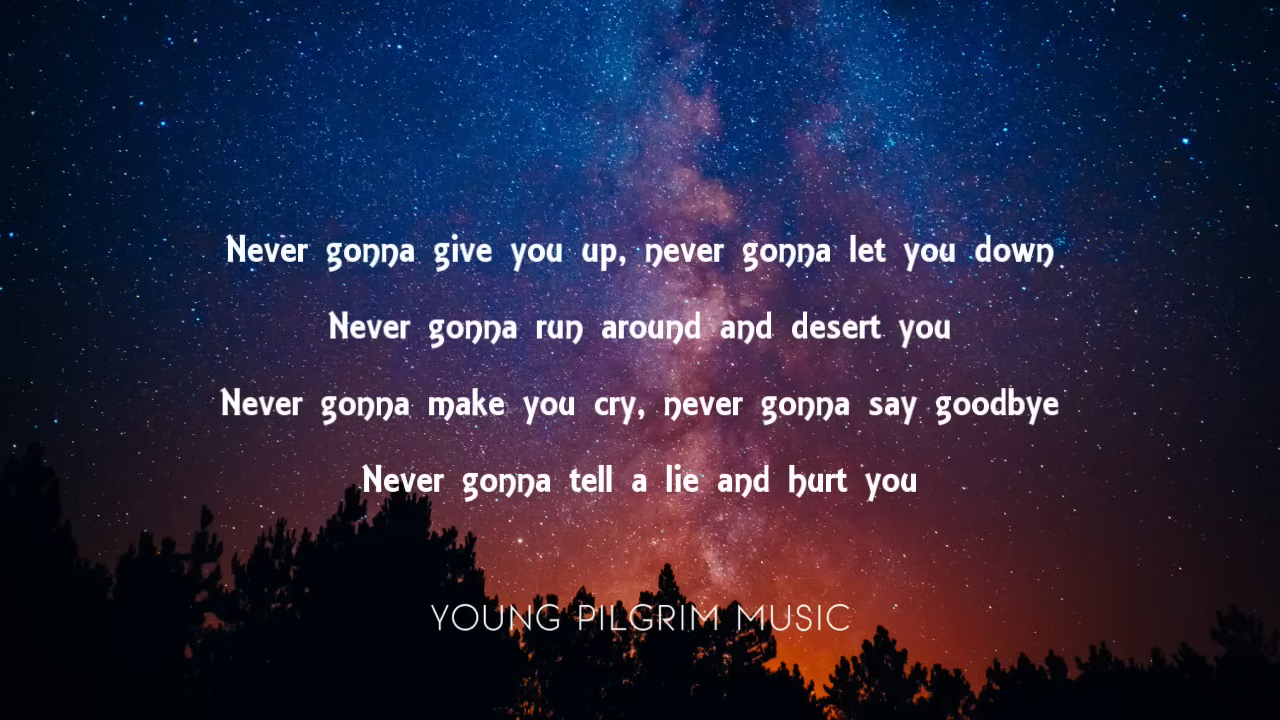 Never gonna give you up, never gonna let you down
Never gonna run around and desert you
Never gonna make you cry, never gonna say goodbye
Never gonna tell a lie and hurt you
YOUNG PILGRIM MUSIC